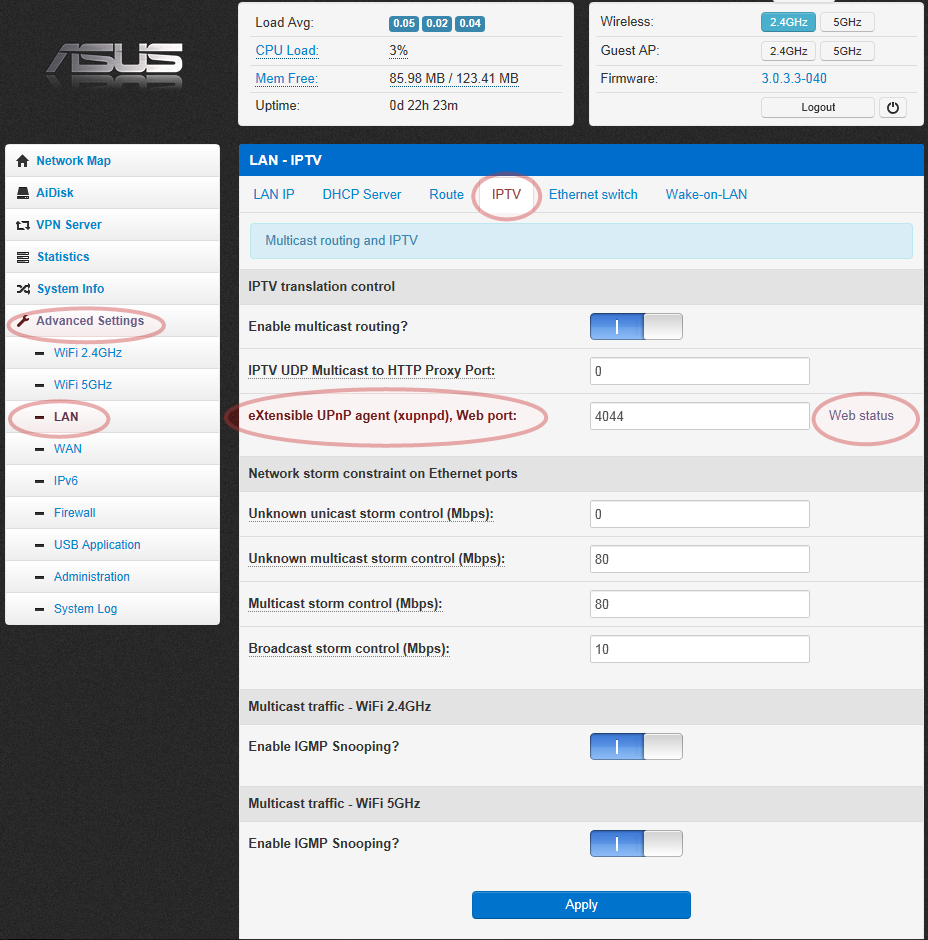 ASUS
Load Avg: 0.05 0.02 0.04
CPU Load: 3%
Mem Free: 85.98 MB / 123.41 MB
Uptime: 0d 22h 23m
Wireless: 2.4GHz 5GHz
Guest AP: 2.4GHz 5GHz
Firmware: 3.0.3.3-040
Logout
Network Map
AiDisk
VPN Server
Statistics
System Info
Advanced Settings
WiFi 2.4GHz
WiFi 5GHz
LAN
WAN
IPv6
Firewall
USB Application
Administration
System Log
LAN - IPTV
LAN IP DHCP Server Route IPTV Ethernet switch Wake-on-LAN
Multicast routing and IPTV
IPTV translation control
Enable multicast routing?
IPTV UDP Multicast to HTTP Proxy Port: 0
eXtensible UPnP agent (xupnpd), Web port: 4044 Web status
Network storm constraint on Ethernet ports
Unknown unicast storm control (Mbps): 0
Unknown multicast storm control (Mbps): 80
Multicast storm control (Mbps): 80
Broadcast storm control (Mbps): 10
Multicast traffic - WiFi 2.4GHz
Enable IGMP Snooping?
Multicast traffic - WiFi 5GHz
Enable IGMP Snooping?
Apply